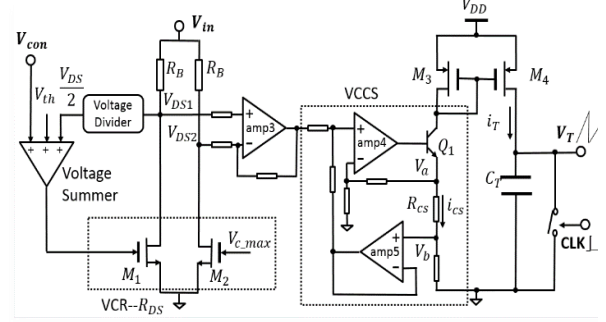 V_in
V_DD
V_con
V_th
V_DS
2
Voltage
Divider
R_B
R_B
V_DS1
V_DS2
+
-
amp3
VCCS
+
-
amp4
M_3
M_4
i_T
V_T
Q_1
V_a
C_T
+ + +
Voltage
Summer
R_CS
i_cs
+
-
amp5
V_b
CLK
M_1
M_2
V_c_max
VCR--R_DS